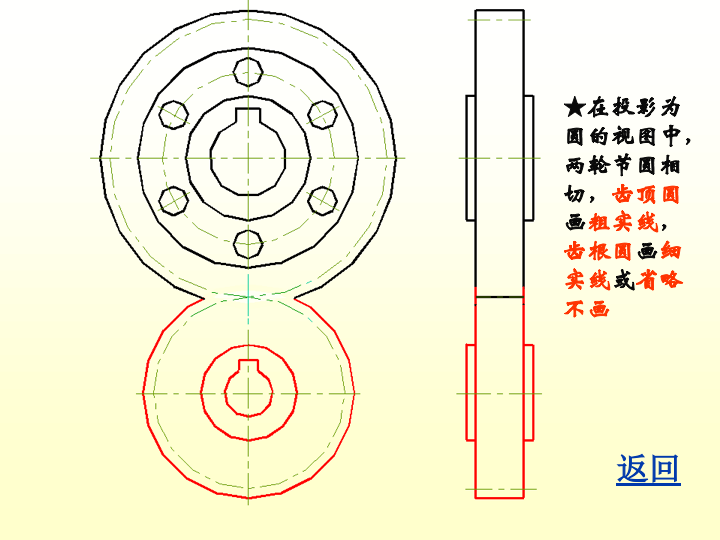 ★在投影为
圆的视图中，
两轮节圆相
切，齿顶圆
画粗实线，
齿根圆画细
实线或省略
不画
返回